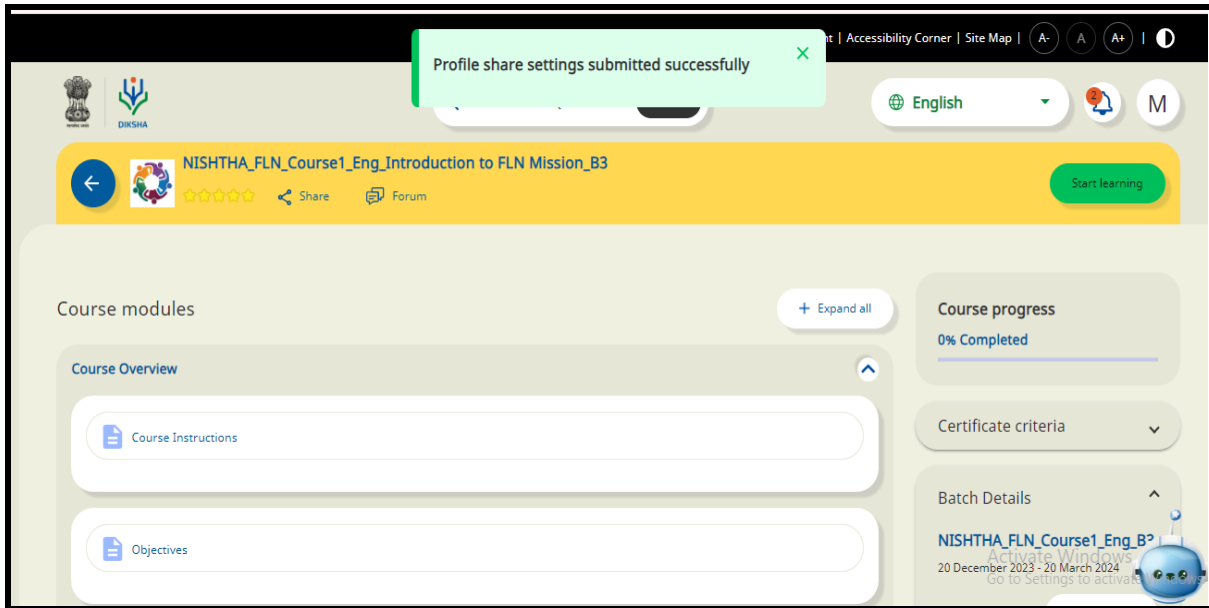 nt | Accessibility Corner | Site Map | A- A A+ |
Profile share settings submitted successfully
DIKSHA
English
2
M
NISHTHA_FLN_Course1_Eng_Introduction to FLN Mission_B3
Share Forum
Start learning
Course modules
+ Expand all
Course Overview
Course Instructions
Objectives
Course progress
0% Completed
Certificate criteria
Batch Details
NISHTHA_FLN_Course1_Eng_B3
20 December 2023 - 20 March 2024
Activate Windows
Go to Settings to activate Windows